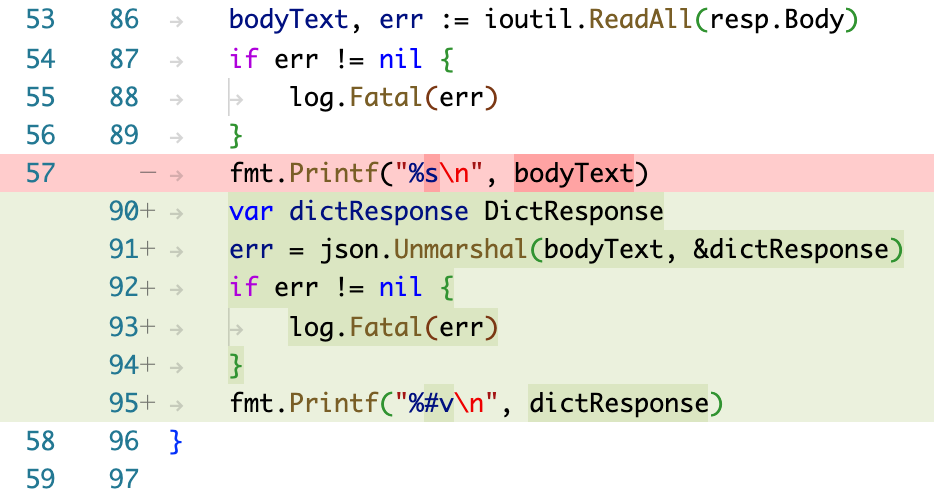 53 86 → bodyText, err := ioutil.ReadAll(resp.Body)
54 87 → if err != nil {
55 88 → → log.Fatal(err)
56 89 → }
57 − → fmt.Printf("%s\n", bodyText)
90+ → var dictResponse DictResponse
91+ → err = json.Unmarshal(bodyText, &dictResponse)
92+ → if err != nil {
93+ → → log.Fatal(err)
94+ → }
95+ → fmt.Printf("%#v\n", dictResponse)
58 96 }
59 97